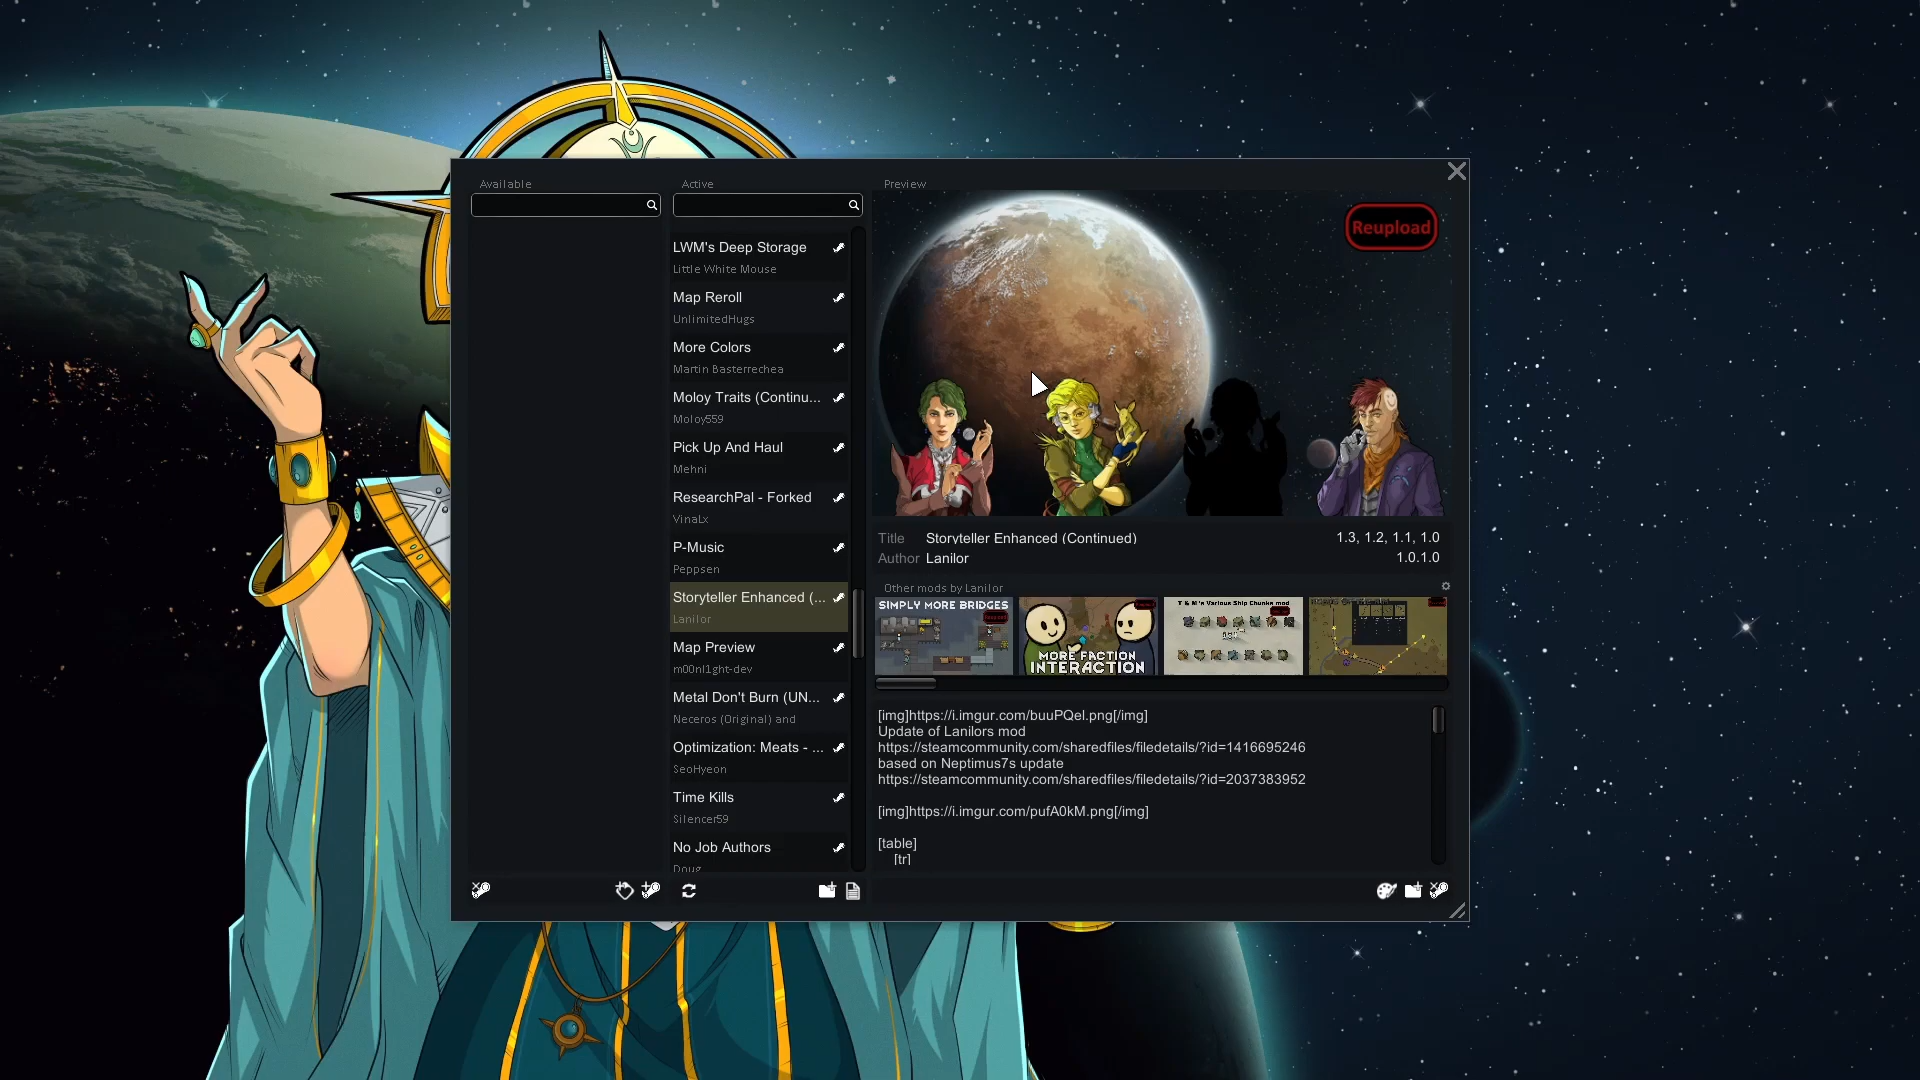 Available
Active
Preview
Reupload
LWM's Deep Storage
Little White Mouse
Map Reroll
UnlimitedHugs
More Colors
Martin Basterrechea
Moloy Traits (Continu...
Moloy559
Pick Up And Haul
Mehni
ResearchPal - Forked
VinaLx
P-Music
Peppsen
Storyteller Enhanced (...
Lanilor
Map Preview
m00nl1ght-dev
Metal Don't Burn (UN...
Neceros (Original) and
Optimization: Meats - ...
SeoHyeon
Time Kills
Silencer59
No Job Authors
Doug
Title Storyteller Enhanced (Continued) 1.3, 1.2, 1.1, 1.0
Author Lanilor 1.0.1.0
Other mods by Lanilor
SIMPLY MORE BRIDGES
MORE FACTION
INTERACTION
T & M's Various Ship Chunks mod
[img]https://i.imgur.com/buuPQel.png[/img]
Update of Lanilors mod
https://steamcommunity.com/sharedfiles/filedetails/?id=1416695246
based on Neptimus7s update
https://steamcommunity.com/sharedfiles/filedetails/?id=2037383952
[img]https://i.imgur.com/pufA0kM.png[/img]
[table]
[tr]